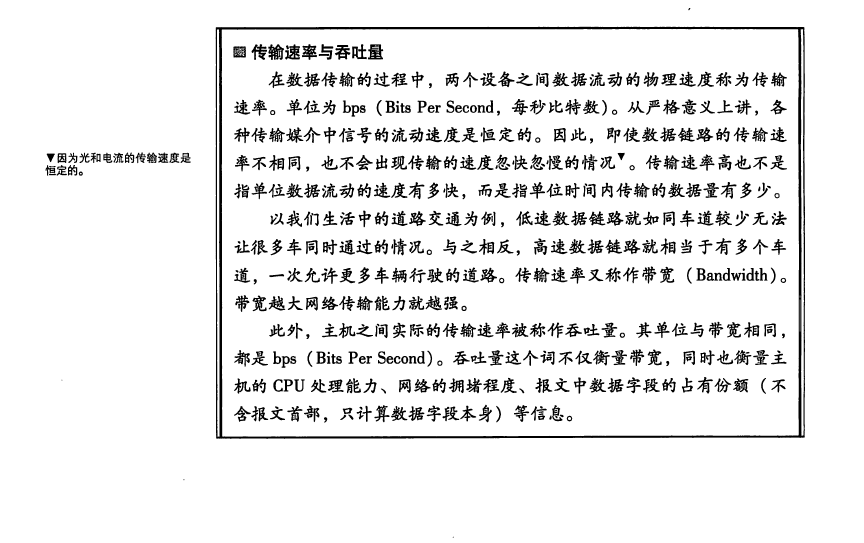 传输速率与吞吐量
在数据传输的过程中，两个设备之间数据流动的物理速度称为传输
速率。单位为 bps（Bits Per Second，每秒比特数）。从严格意义上讲，各
种传输媒介中信号的流动速度是恒定的。因此，即使数据链路的传输速
率不相同，也不会出现传输的速度忽快忽慢的情况▼。传输速率高也不是
指单位数据流动的速度有多快，而是指单位时间内传输的数据量有多少。
以我们生活中的道路交通为例，低速数据链路就如同车道较少无法
让很多车同时通过的情况。与之相反，高速数据链路就相当于有多个车
道，一次允许更多车辆行驶的道路。传输速率又称作带宽（Bandwidth）。
带宽越大网络传输能力就越强。
此外，主机之间实际的传输速率被称作吞吐量。其单位与带宽相同，
都是 bps（Bits Per Second）。吞吐量这个词不仅衡量带宽，同时也衡量主
机的 CPU 处理能力、网络的拥堵程度、报文中数据字段的占有份额（不
含报文首部，只计算数据字段本身）等信息。
▼因为光和电流的传输速度是
恒定的。